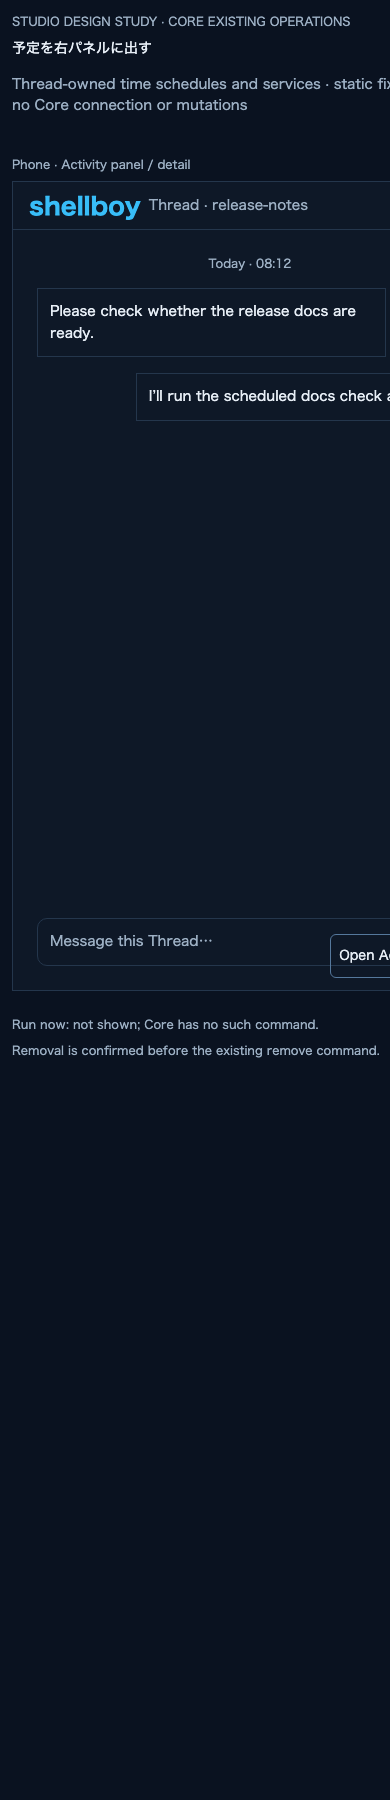 STUDIO DESIGN STUDY · CORE EXISTING OPERATIONS
予定を右パネルに出す
Thread-owned time schedules and services · static
no Core connection or mutations
Phone · Activity panel / detail
shellboy Thread · release-notes
Today · 08:12
Please check whether the release docs are
ready.
I'll run the scheduled docs check
Message this Thread…
Open
Run now: not shown; Core has no such command.
Removal is confirmed before the existing remove command.